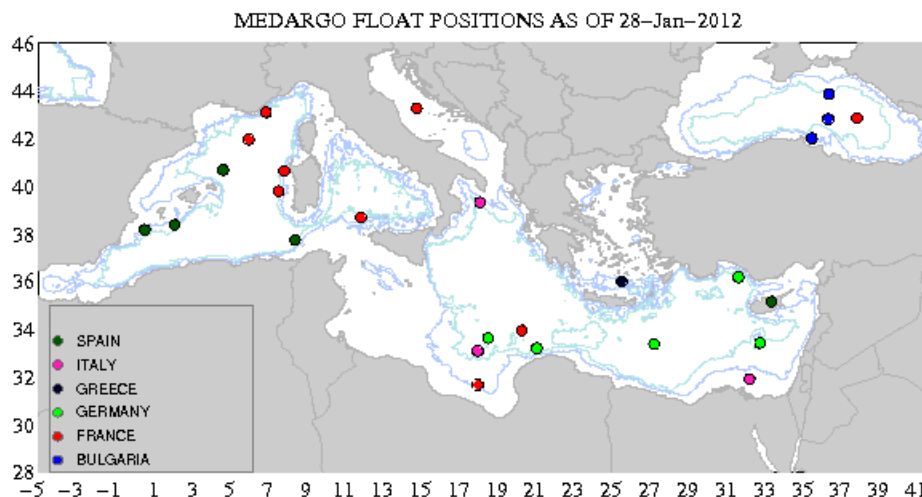 MEDARGO FLOAT POSITIONS AS OF 28-Jan-2012
46
44
42
40
38
36
34
32
30
28
SPAIN
ITALY
GREECE
GERMANY
FRANCE
BULGARIA
-5 -3 -1 1 3 5 7 9 11 13 15 17 19 21 23 25 27 29 31 33 35 37 39 41